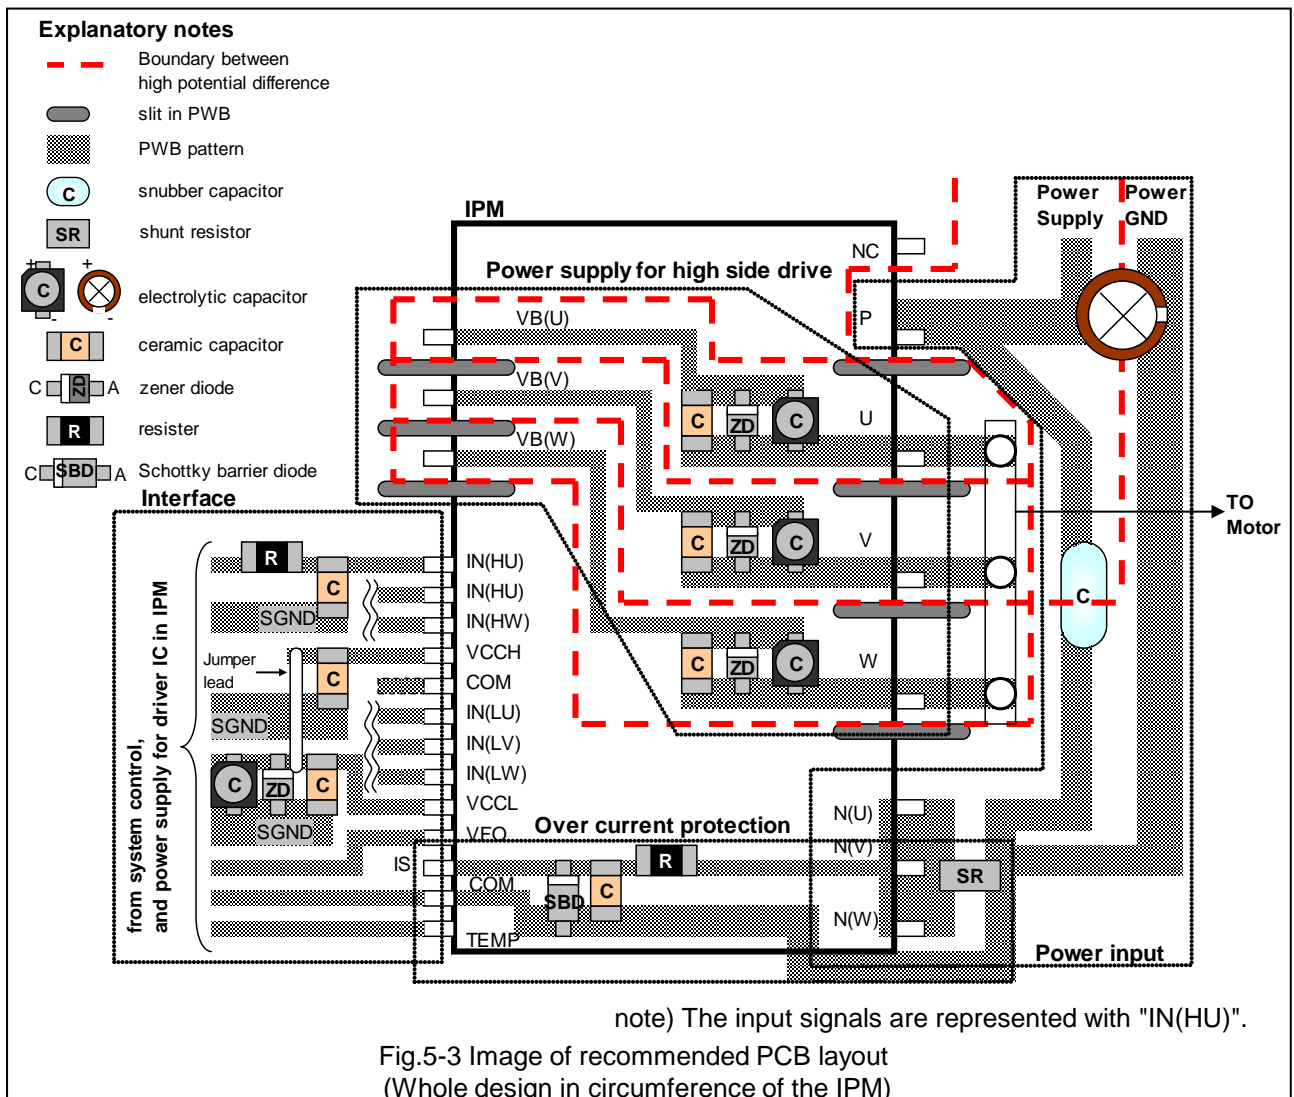 Explanatory notes
Boundary between
high potential difference
slit in PWB
PWB pattern
C
snubber capacitor
SR
shunt resistor
+ +
C
electrolytic capacitor
- -
C
ceramic capacitor
C ZD A
zener diode
R
resister
C SBD A
Schottky barrier diode
IPM
Power Supply
Power GND
NC
Power supply for high side drive
P
VB(U)
VB(V)
VB(W)
C ZD C
U
C ZD C
V
C ZD C
W
TO
Motor
C
Interface
from system control,
and power supply for driver IC in IPM
R
C
SGND
Jumper
lead
C
SGND
C ZD C
SGND
IN(HU)
IN(HU)
IN(HW)
VCCH
COM
IN(LU)
IN(LV)
IN(LW)
VCCL
VFO
IS
COM
TEMP
Over current protection
R
SBD
C
N(U)
N(V)
N(W)
SR
Power input
note) The input signals are represented with "IN(HU)".
Fig.5-3 Image of recommended PCB layout
(Whole design in circumference of the IPM)